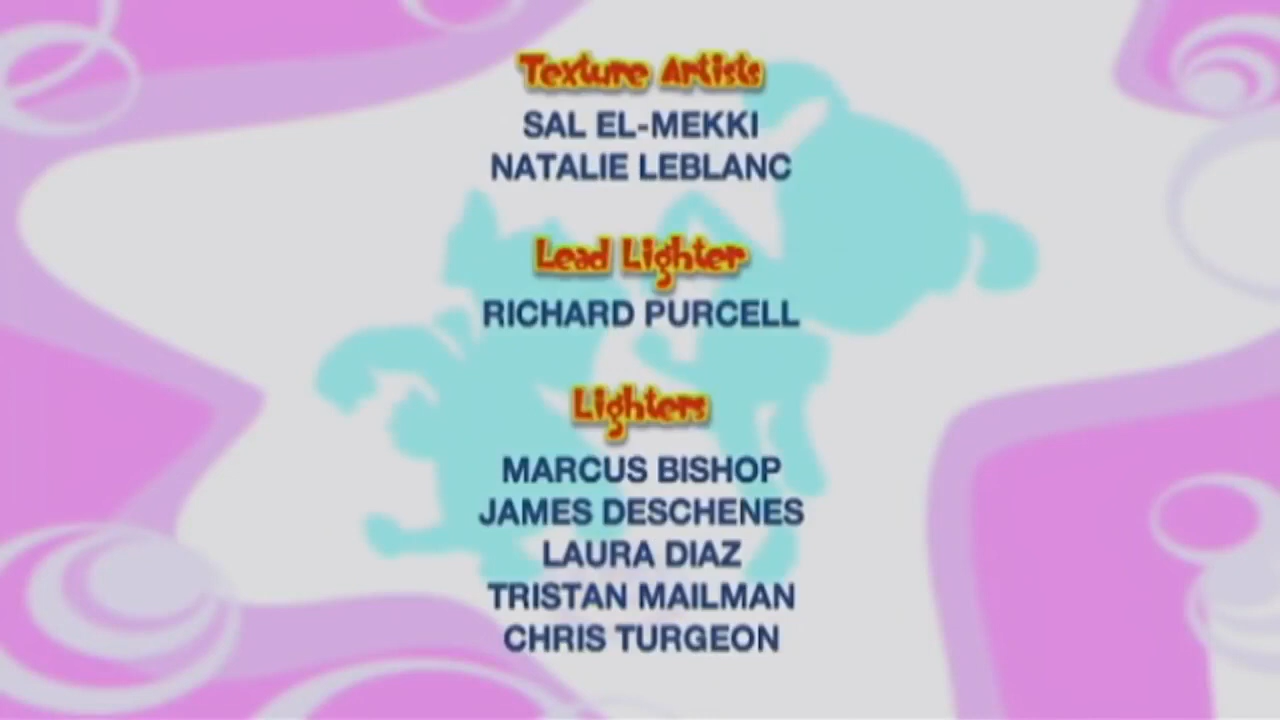 Texture Artists
SAL EL-MEKKI
NATALIE LEBLANC
Lead Lighter
RICHARD PURCELL
Lighters
MARCUS BISHOP
JAMES DESCHENES
LAURA DIAZ
TRISTAN MAILMAN
CHRIS TURGEON